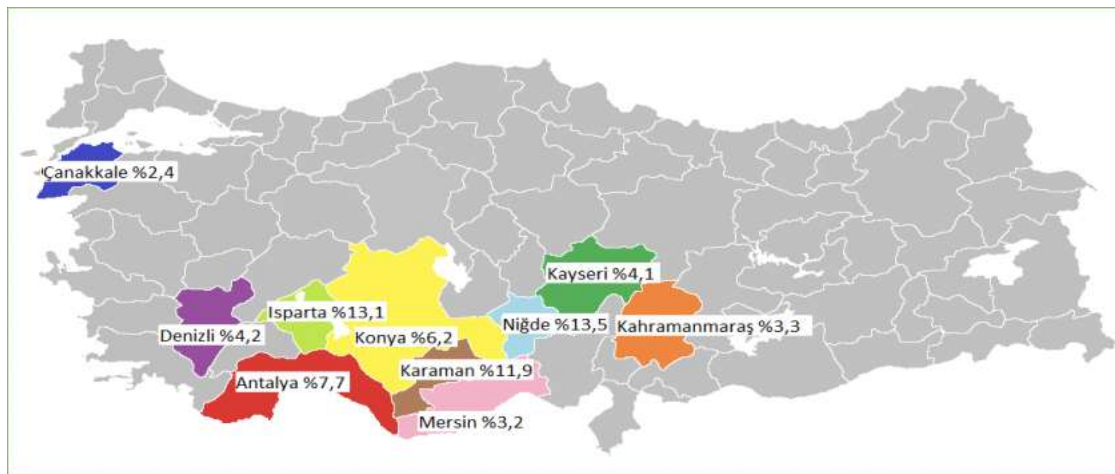 Çanakkale %2,4
Kayseri %4,1
Isparta %13,1
Niğde %13,5
Kahramanmaraş %3,3
Denizli %4,2
Konya %6,2
Karaman %11,9
Antalya %7,7
Mersin %3,2